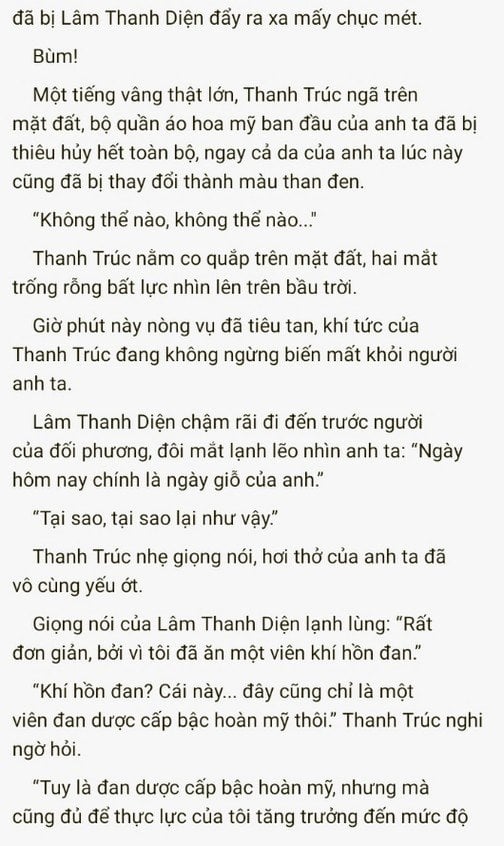 đã bị Lâm Thanh Diện đẩy ra xa mấy chục mét.
Bùm!
Một tiếng vâng thật lớn, Thanh Trúc ngã trên
mặt đất, bộ quần áo hoa mỹ ban đầu của anh ta đã bị
thiêu hủy hết toàn bộ, ngay cả da của anh ta lúc này
cũng đã bị thay đổi thành màu than đen.
“Không thể nào, không thể nào..."
Thanh Trúc nằm co quắp trên mặt đất, hai mắt
trống rỗng bất lực nhìn lên trên bầu trời.
Giờ phút này nòng vụ đã tiêu tan, khí tức của
Thanh Trúc đang không ngừng biến mất khỏi người
anh ta.
Lâm Thanh Diện chậm rãi đi đến trước người
của đối phương, đôi mắt lạnh lẽo nhìn anh ta: “Ngày
hôm nay chính là ngày giỗ của anh.”
“Tại sao, tại sao lại như vậy.”
Thanh Trúc nhẹ giọng nói, hơi thở của anh ta đã
vô cùng yếu ớt.
Giọng nói của Lâm Thanh Diện lạnh lùng: “Rất
đơn giản, bởi vì tôi đã ăn một viên khí hồn đan.”
“Khí hồn đan? Cái này... đây cũng chỉ là một
viên đan dược cấp bậc hoàn mỹ thôi.” Thanh Trúc nghi
ngờ hỏi.
“Tuy là đan dược cấp bậc hoàn mỹ, nhưng mà
cũng đủ để thực lực của tôi tăng trưởng đến mức độ